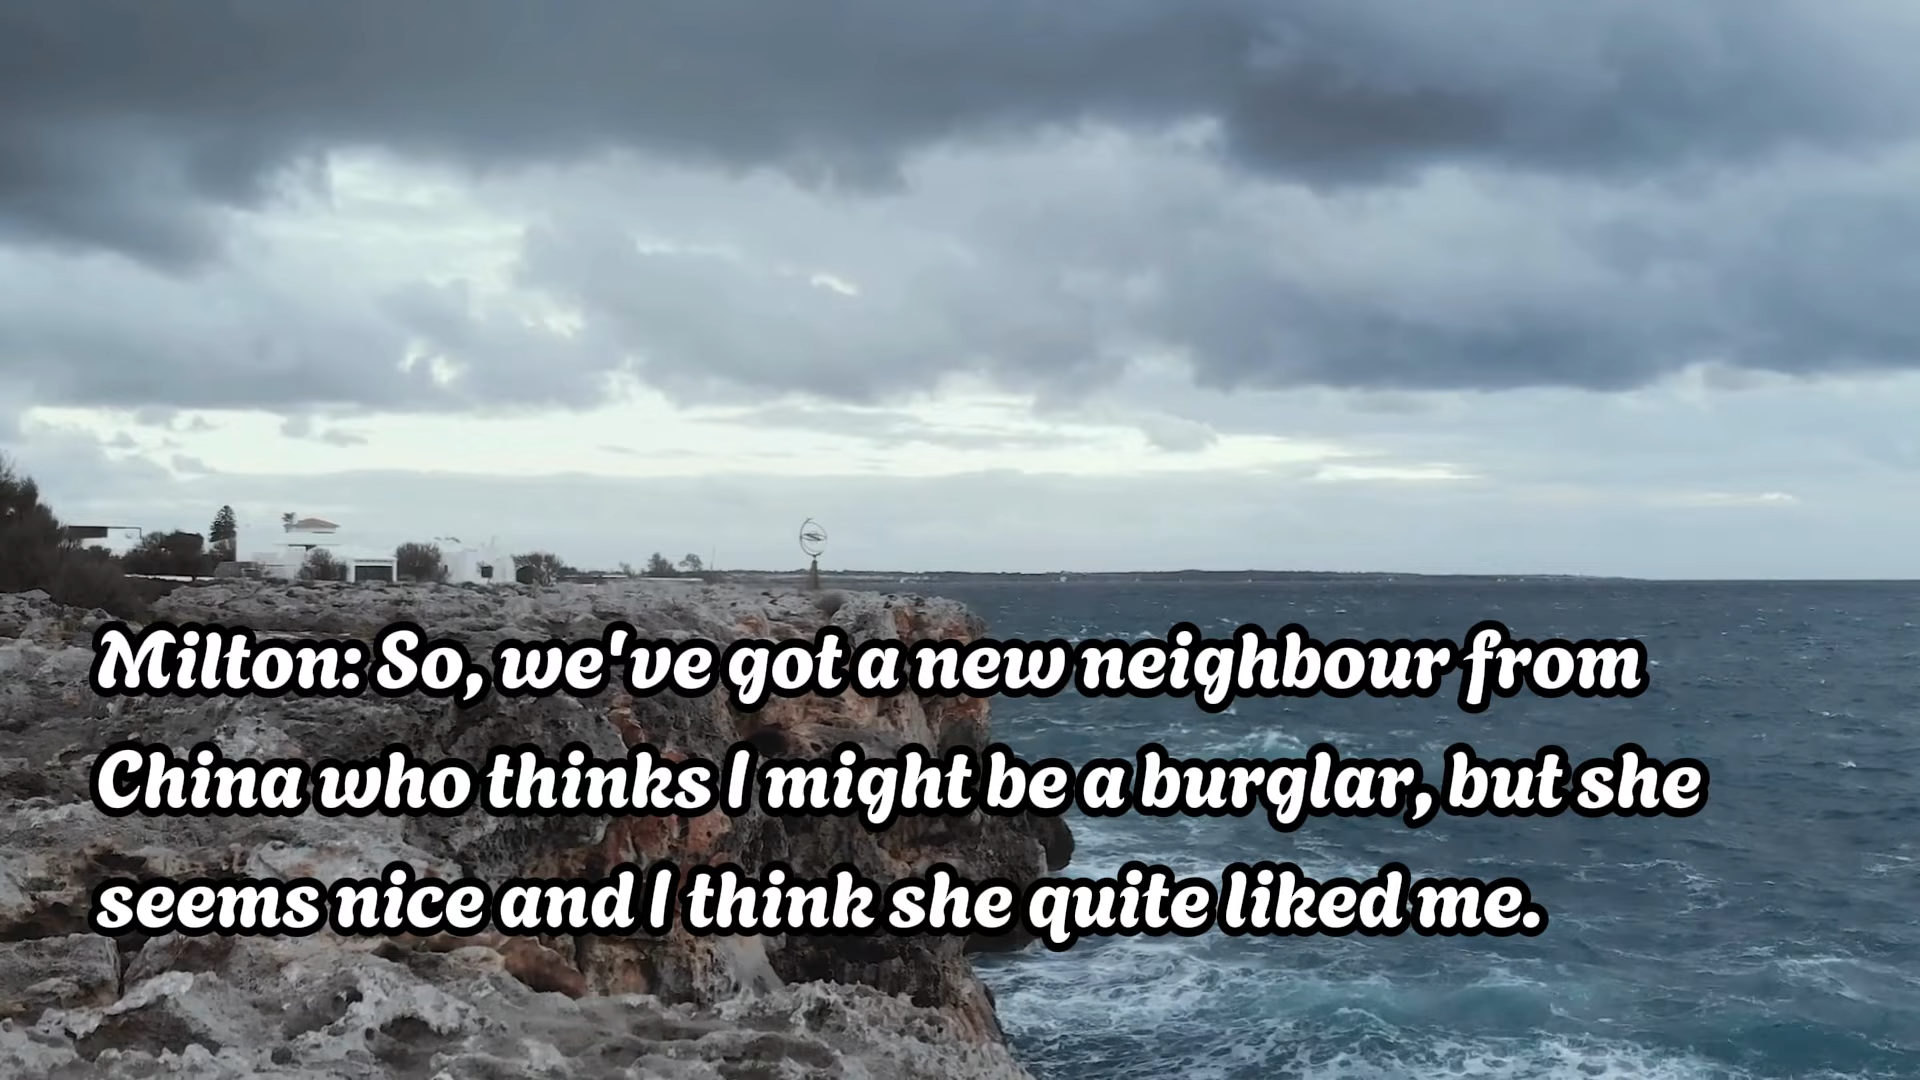 Milton: So, we've got a new neighbour from
China who thinks I might be a burglar, but she
seems nice and I think she quite liked me.